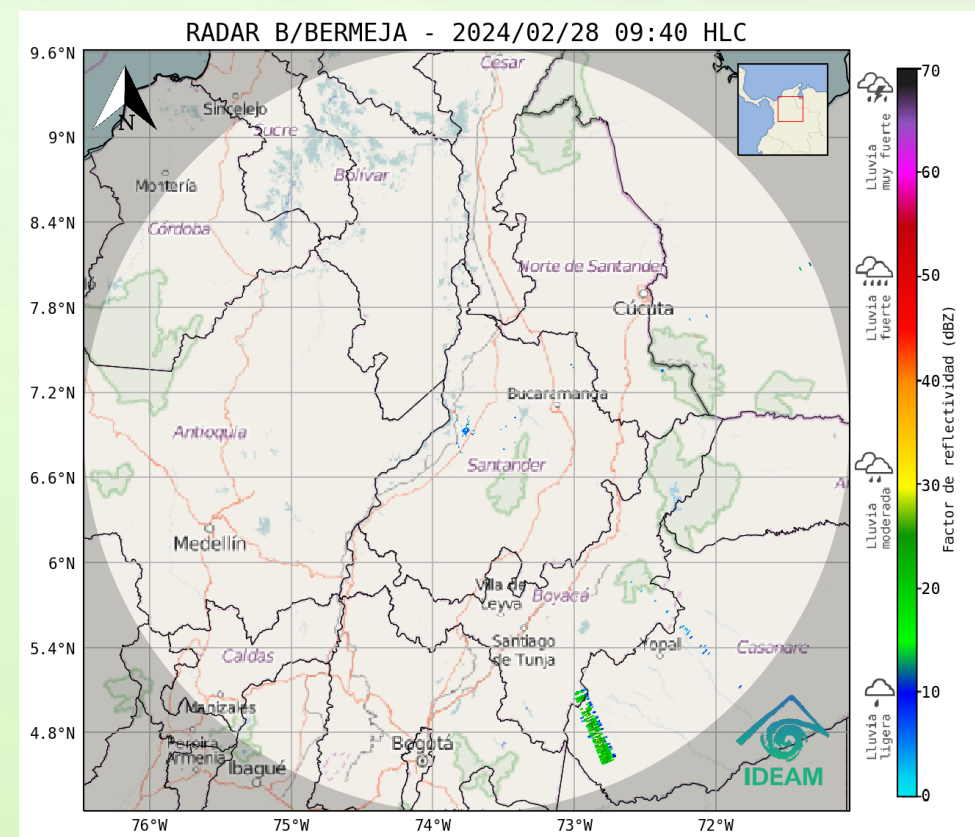 RADAR B/BERMEJA - 2024/02/28 09:40 HLC
9.6°N
9°N
8.4°N
7.8°N
7.2°N
6.6°N
6°N
5.4°N
4.8°N
76°W
75°W
74°W
73°W
72°W
N
Cesar
Sincelejo
Sucre
Bolívar
Montería
Córdoba
Norte de Santander
Cúcuta
Bucaramanga
Antioquia
Santander
Medellín
Villa de
Leyva
Boyacá
Santiago
de Tunja
Yopal
Casanare
Caldas
Manizales
Pereira
Armenia
Ibagué
Bogotá
IDEAM
Lluvia
muy fuerte
Lluvia
fuerte
Lluvia
moderada
Lluvia
ligera
70
60
50
40
30
20
10
0
Factor de reflectividad (dBZ)